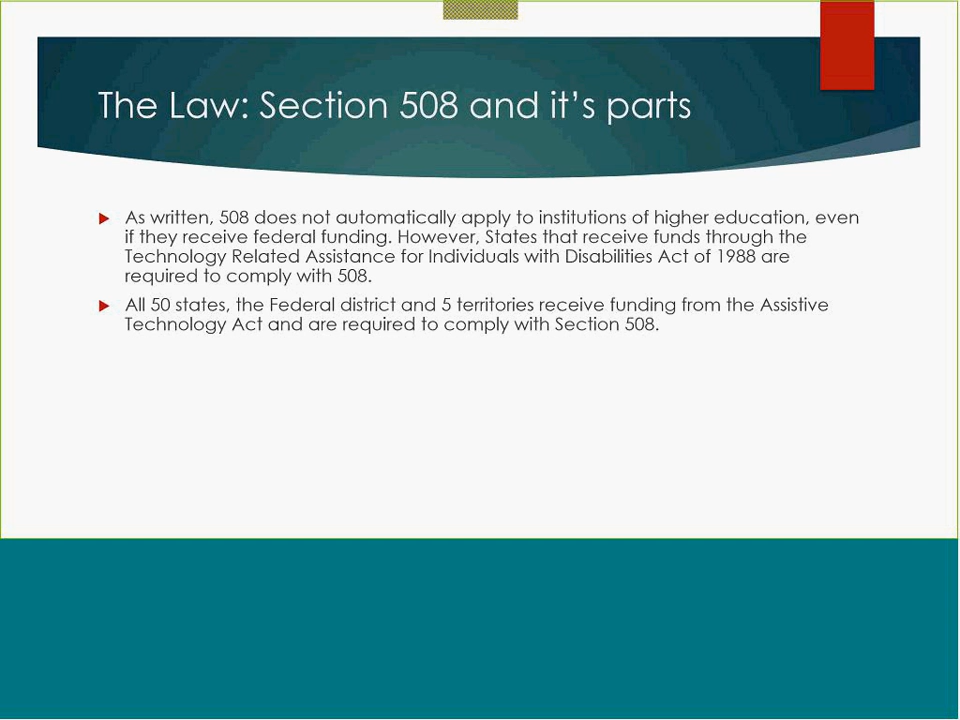 The Law: Section 508 and it's parts
As written, 508 does not automatically apply to institutions of higher education, even
if they receive federal funding. However, States that receive funds through the
Technology Related Assistance for Individuals with Disabilities Act of 1988 are
required to comply with 508.
All 50 states, the Federal district and 5 territories receive funding from the Assistive
Technology Act and are required to comply with Section 508.